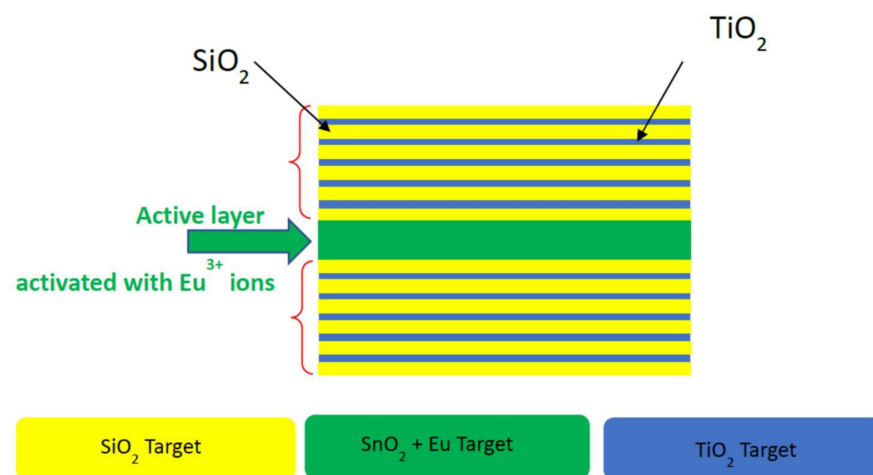 SiO₂
TiO₂
Active layer
activated with Eu³⁺ ions
SiO₂ Target
SnO₂ + Eu Target
TiO₂ Target